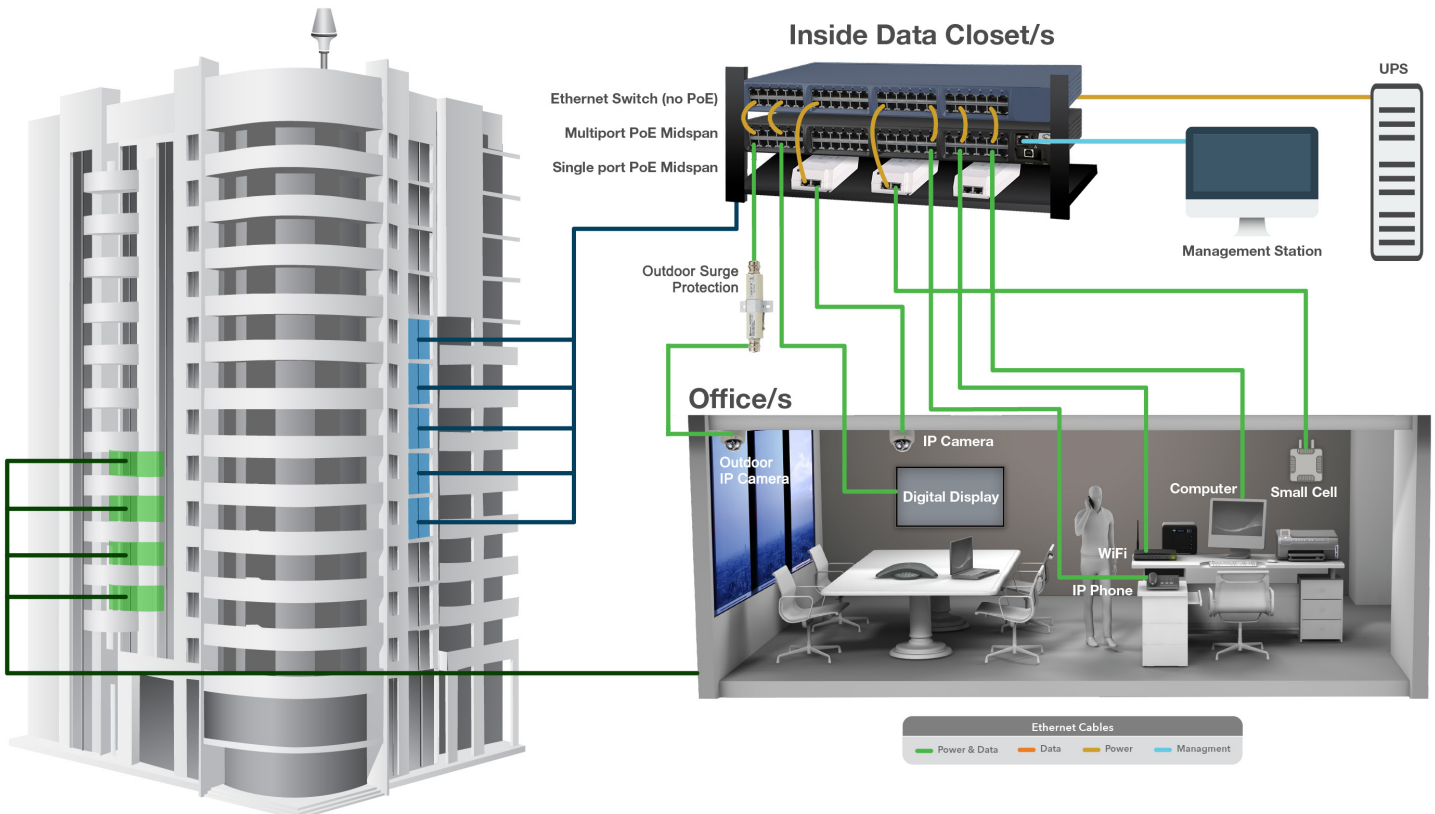 Inside Data Closet/s
UPS
Ethernet Switch (no PoE)
Multiport PoE Midspan
Single port PoE Midspan
Management Station
Outdoor Surge
Protection
Office/s
IP Camera
Outdoor
IP Camera
Digital Display
Computer
Small Cell
WiFi
IP Phone
Ethernet Cables
Power & Data
Data
Power
Managment